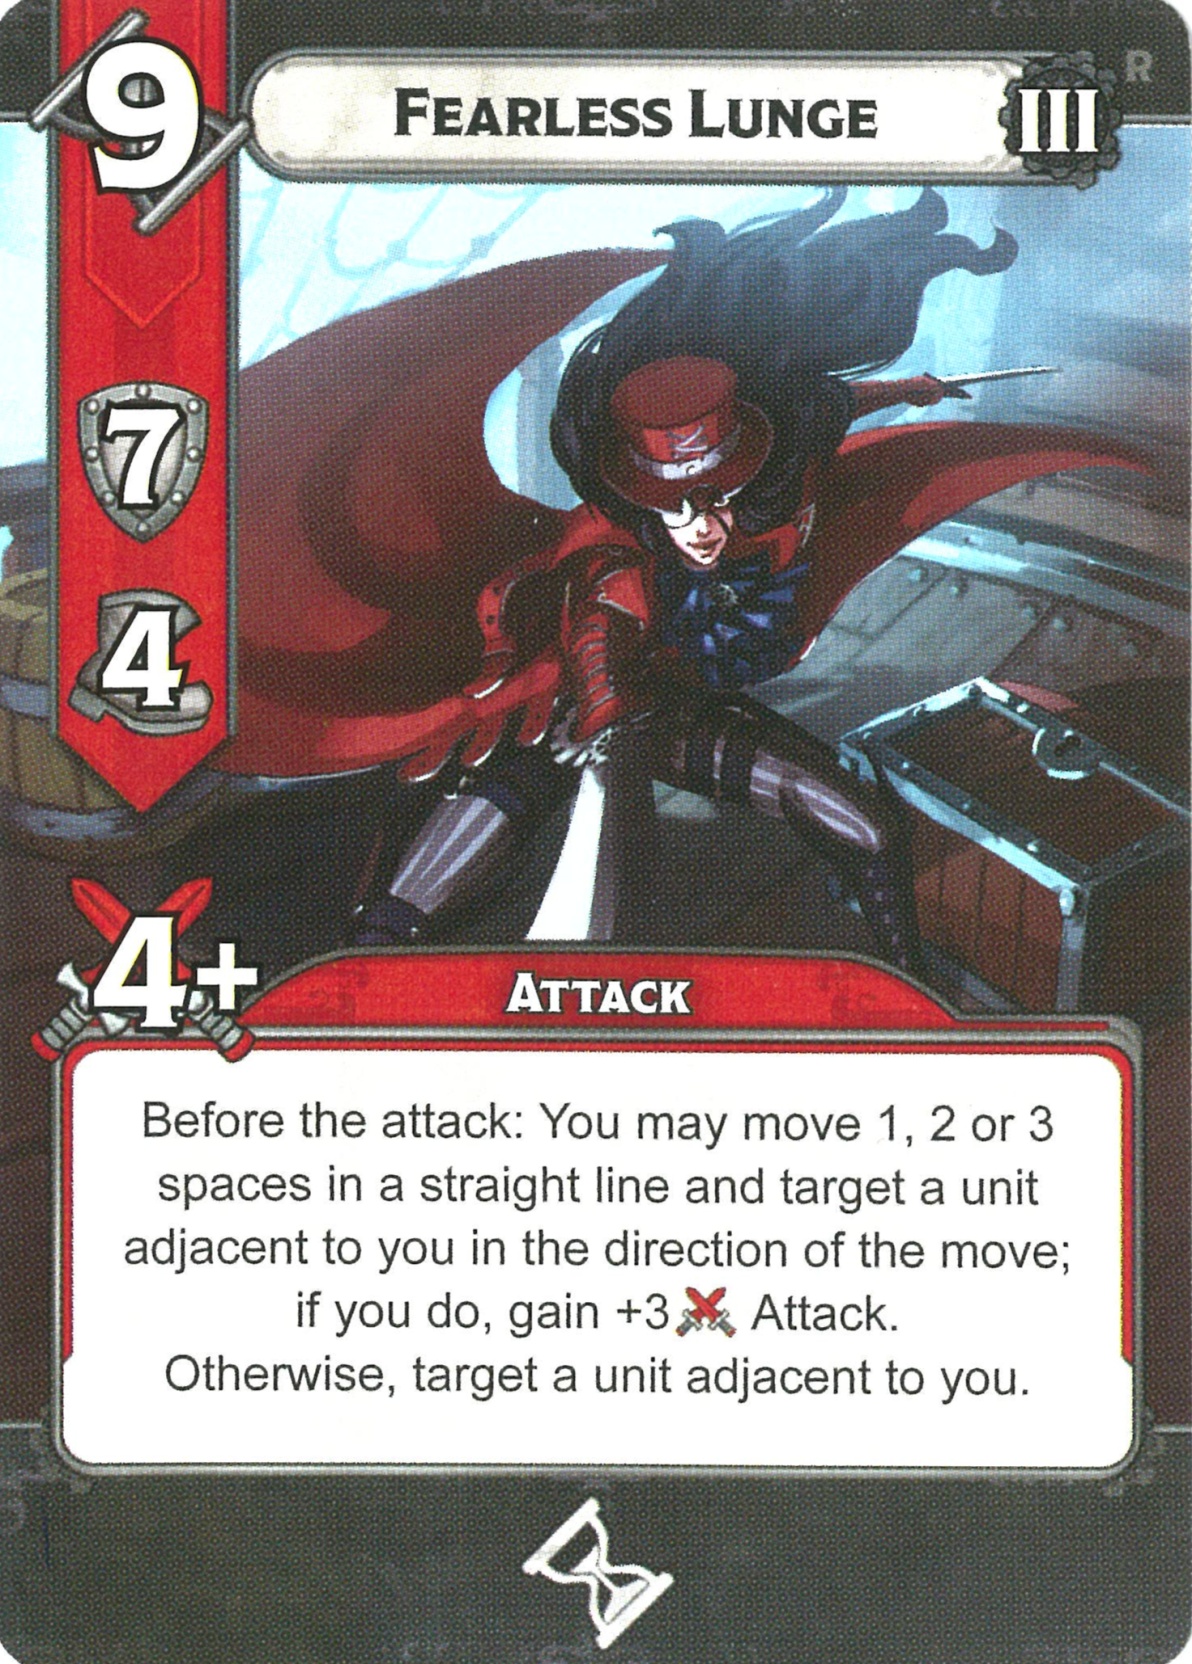 9
FEARLESS LUNGE
III
R
7
4
4+
ATTACK
Before the attack: You may move 1, 2 or 3
spaces in a straight line and target a unit
adjacent to you in the direction of the move;
if you do, gain +3 Attack.
Otherwise, target a unit adjacent to you.